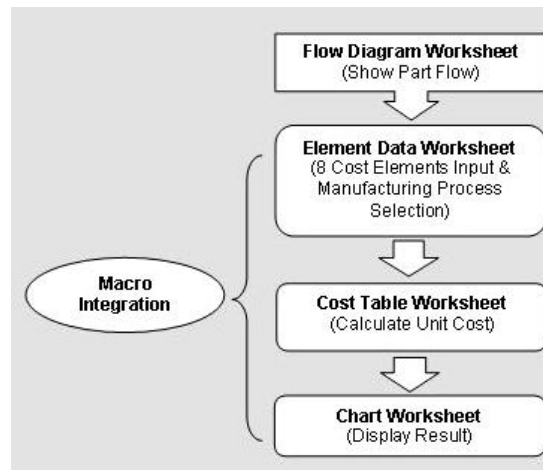 Flow Diagram Worksheet
(Show Part Flow)
Element Data Worksheet
(8 Cost Elements Input &
Manufacturing Process
Selection)
Macro
Integration
Cost Table Worksheet
(Calculate Unit Cost)
Chart Worksheet
(Display Result)